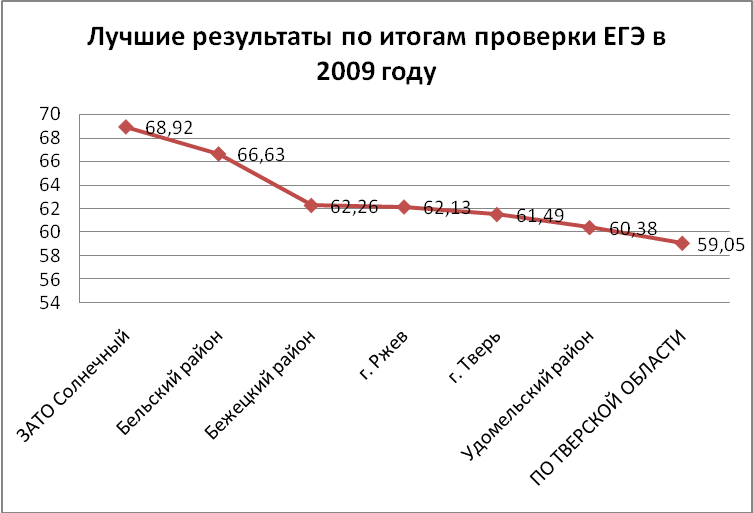 Лучшие результаты по итогам проверки ЕГЭ в
2009 году
70
68
66
64
62
60
58
56
54
68,92
66,63
62,26
62,13
61,49
60,38
59,05
ЗАТО Солнечный
Бельский район
Бежецкий район
г. Ржев
г. Тверь
Удомельский район
ПО ТВЕРСКОЙ ОБЛАСТИ